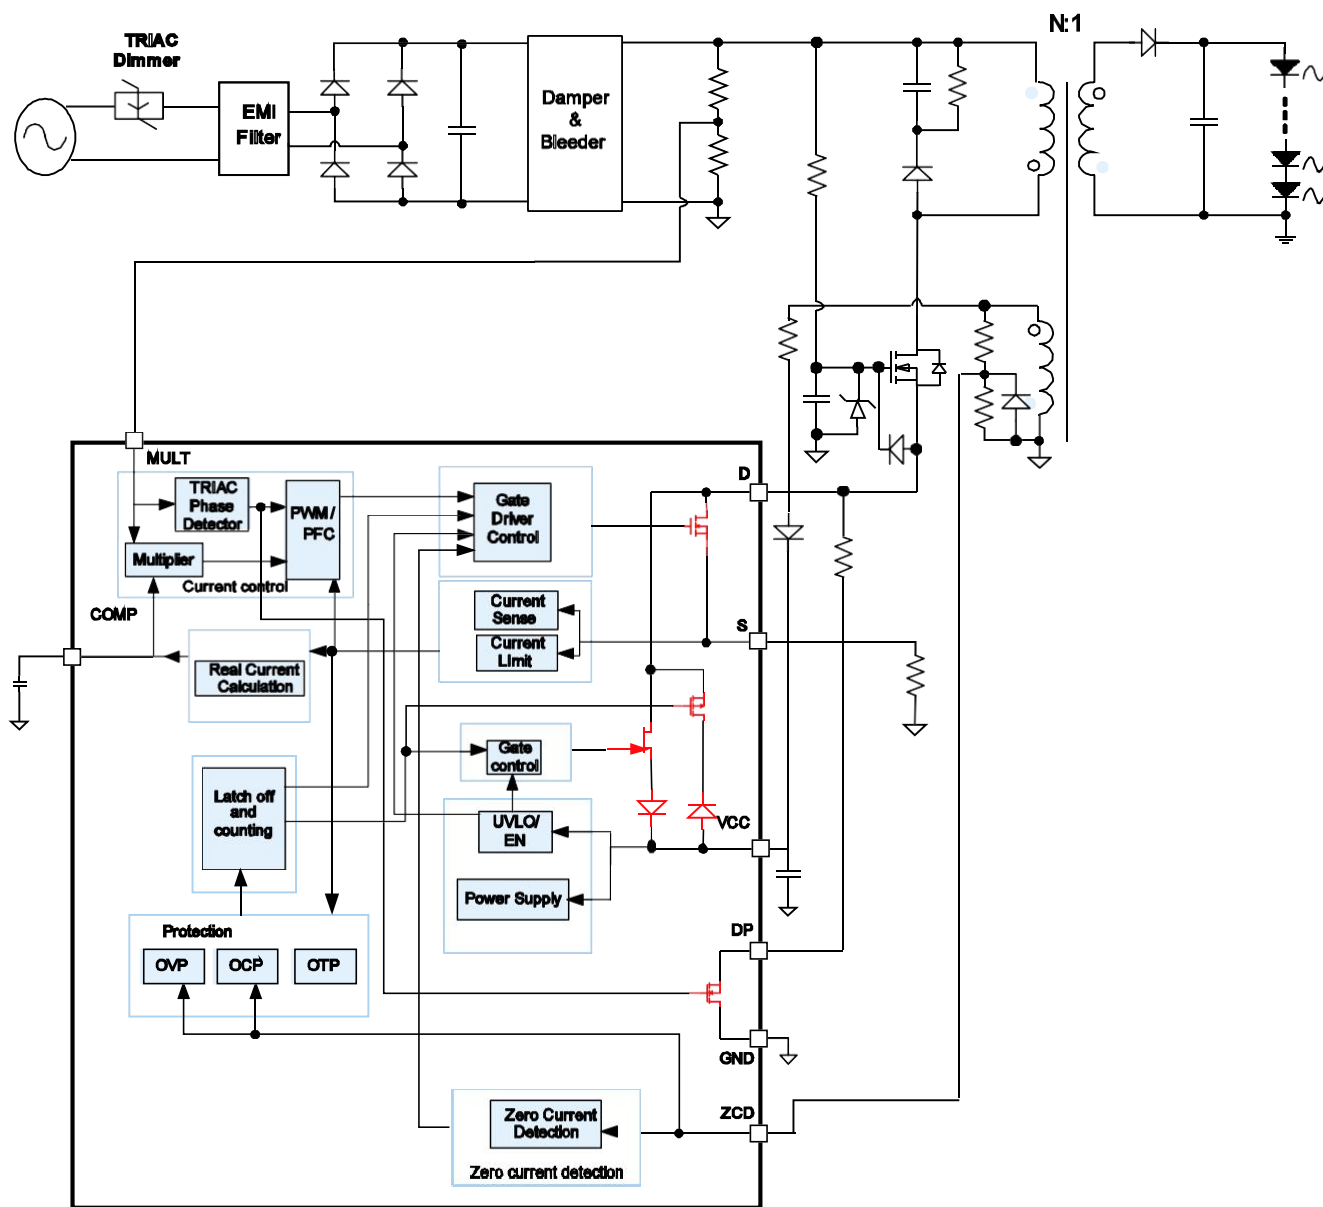 N:1
TRIAC
Dimmer
EMI
Filter
Damper
&
Bleeder
MULT
TRIAC
Phase
Detector
PWM /
PFC
Multiplier
Current control
COMP
Gate
Driver
Control
D
Current
Sense
Current
Limit
S
Real Current
Calculation
Gate
control
Latch off
and
counting
UVLO/
EN
VCC
Power Supply
Protection
OVP
OCP
OTP
DP
GND
ZCD
Zero Current
Detection
Zero current detection